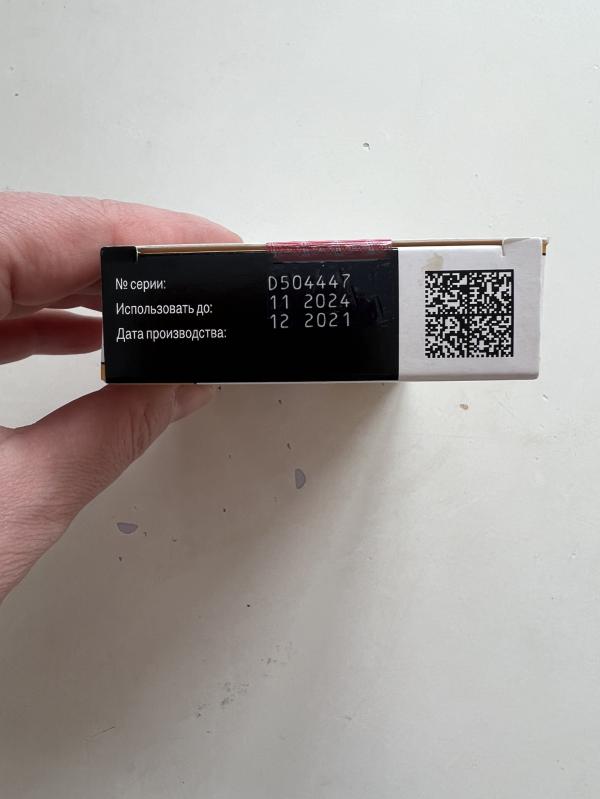 № серии: D504447
Использовать до: 11 2024
Дата производства: 12 2021